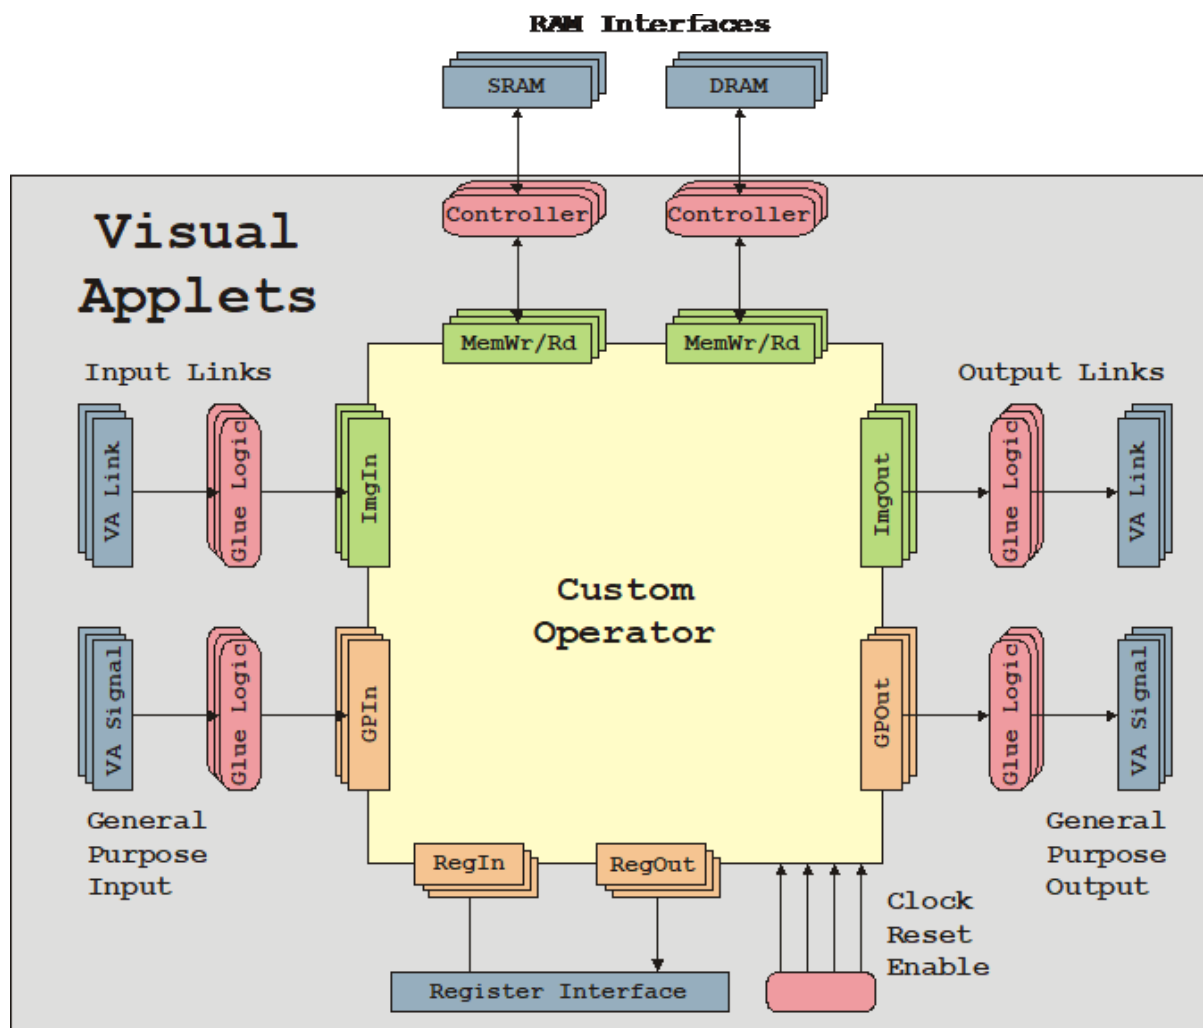 RAM Interfaces
SRAM
DRAM
Controller
Controller
Visual
Applets
MemWr/Rd
MemWr/Rd
Input Links
Output Links
VA Link
Glue Logic
ImgIn
ImgOut
Glue Logic
VA Link
Custom
Operator
VA Signal
Glue Logic
GPIn
GPOut
Glue Logic
VA Signal
General
Purpose
Input
General
Purpose
Output
RegIn
RegOut
Clock
Reset
Enable
Register Interface